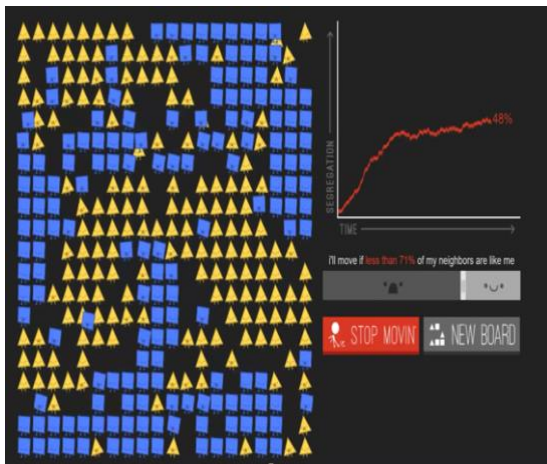 48%
SEGREGATION
TIME
i'll move if less than 71% of my neighbors are like me
STOP MOVIN'
NEW BOARD